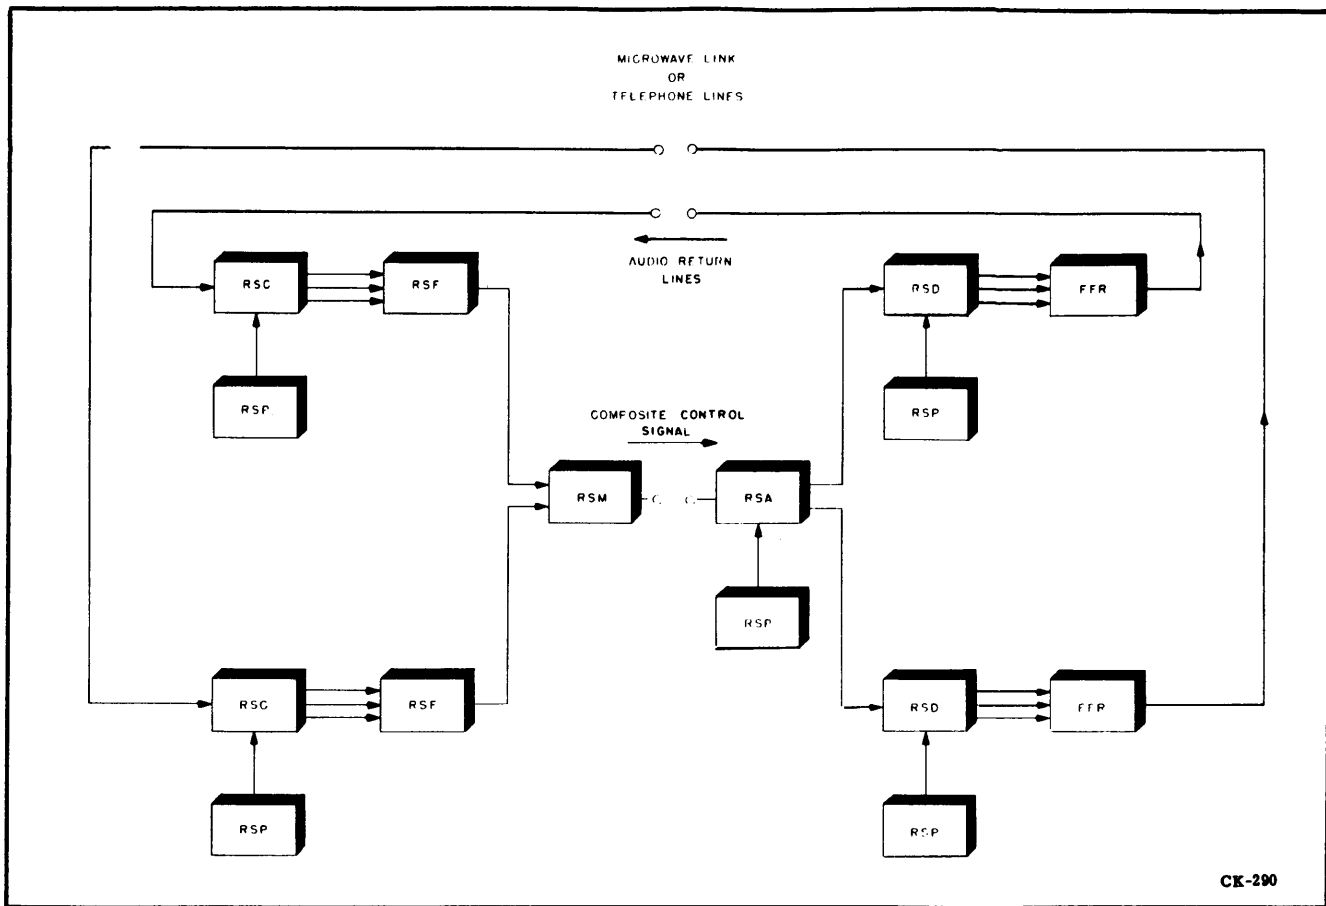 MICROWAVE LINK
OR
TELEPHONE LINES
AUDIO RETURN
LINES
RSC
RSF
RSD
FFR
RSP
RSP
COMPOSITE CONTROL
SIGNAL
RSM
RSA
RSP
RSC
RSF
RSD
FFR
RSP
RSP
CK-290